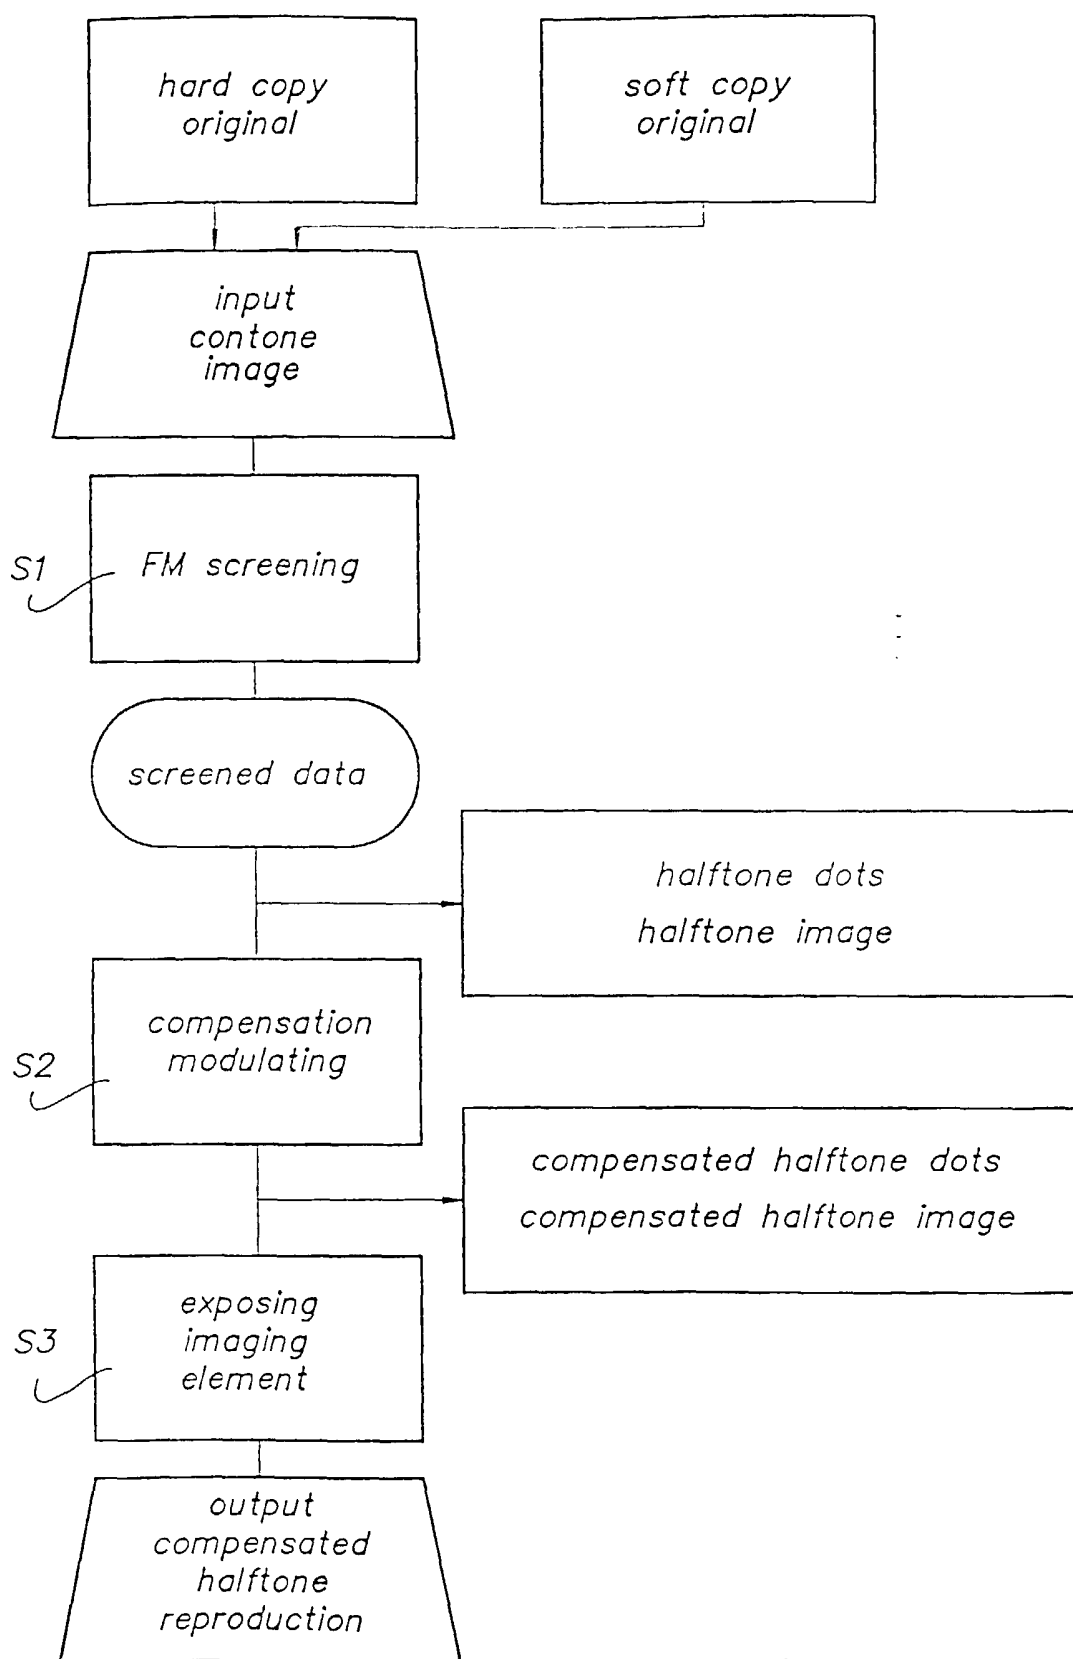 hard copy
original
soft copy
original
input
contone
image
S1
FM screening
screened data
halftone dots
halftone image
S2
compensation
modulating
compensated halftone dots
compensated halftone image
S3
exposing
imaging
element
output
compensated
halftone
reproduction